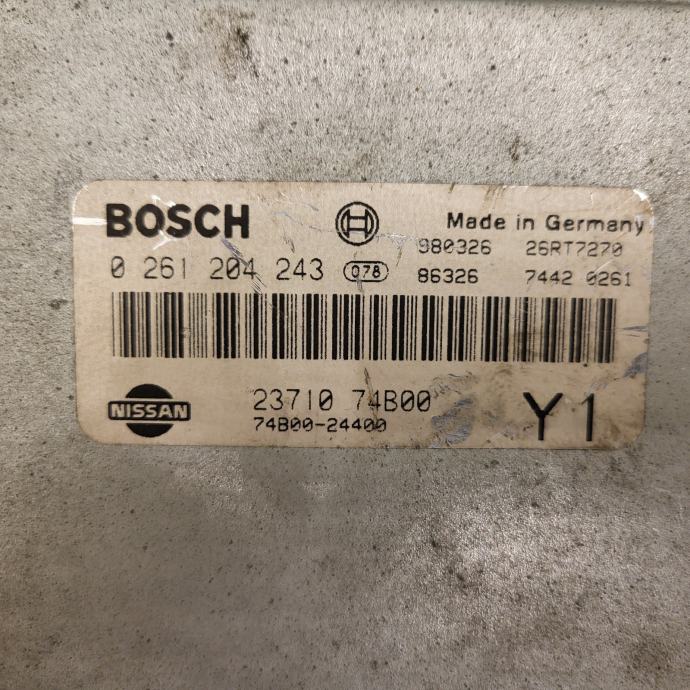 BOSCH Made in Germany
980326 26RT7270
0 261 204 243 078 86326 7442 0261
NISSAN 23710 74B00 Y1
74B00-24400